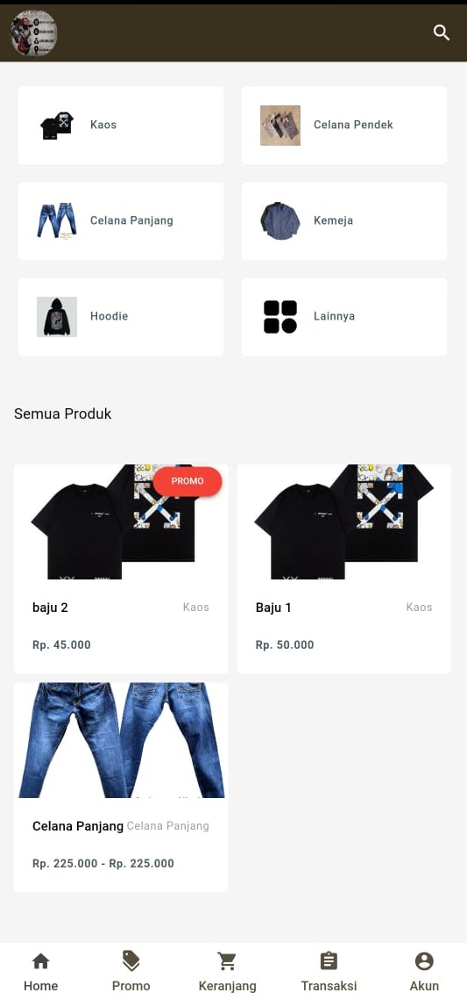 Kaos
Celana Pendek
Celana Panjang
Kemeja
Hoodie
Lainnya
Semua Produk
PROMO
baju 2 Kaos
Rp. 45.000
Baju 1 Kaos
Rp. 50.000
Celana Panjang Celana Panjang
Rp. 225.000 - Rp. 225.000
Home
Promo
Keranjang
Transaksi
Akun